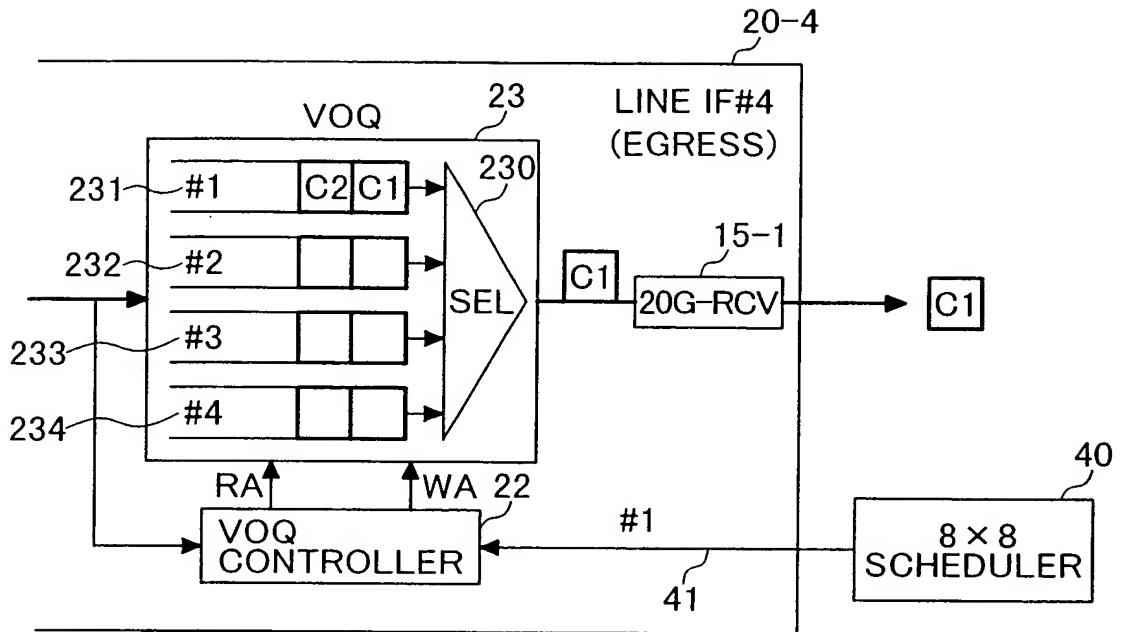 20-4
LINE IF#4
(EGRESS)
VOQ
23
230
231
#1
C2
C1
232
#2
SEL
C1
15-1
20G-RCV
C1
233
#3
234
#4
RA
WA
22
VOQ
CONTROLLER
#1
41
40
8×8
SCHEDULER